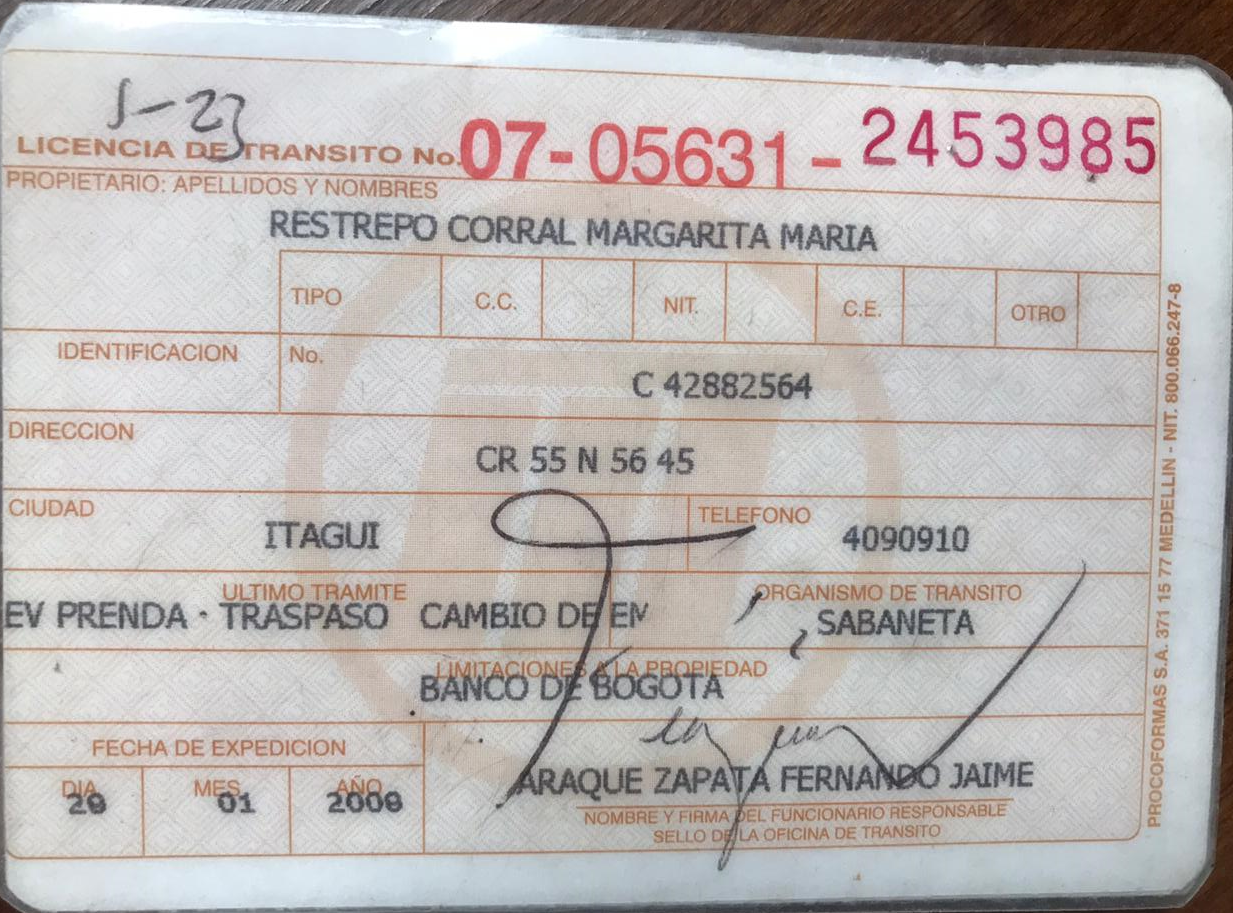 J-23
LICENCIA DE TRANSITO No. 07-05631-2453985
PROPIETARIO: APELLIDOS Y NOMBRES
RESTREPO CORRAL MARGARITA MARIA
TIPO C.C. NIT. C.E. OTRO
IDENTIFICACION No.
C 42882564
DIRECCION
CR 55 N 56 45
CIUDAD
ITAGUI
TELEFONO
4090910
ULTIMO TRAMITE
EV PRENDA - TRASPASO CAMBIO DE EM
ORGANISMO DE TRANSITO
SABANETA
LIMITACIONES A LA PROPIEDAD
BANCO DE BOGOTA
FECHA DE EXPEDICION
DIA MES AÑO
01
ARAQUE ZAPATA FERNANDO JAIME
NOMBRE Y FIRMA DEL FUNCIONARIO RESPONSABLE
SELLO DE LA OFICINA DE TRANSITO
PROCOFORMAS S.A. 371 15 77 MEDELLIN - NIT. 800.066.247-8